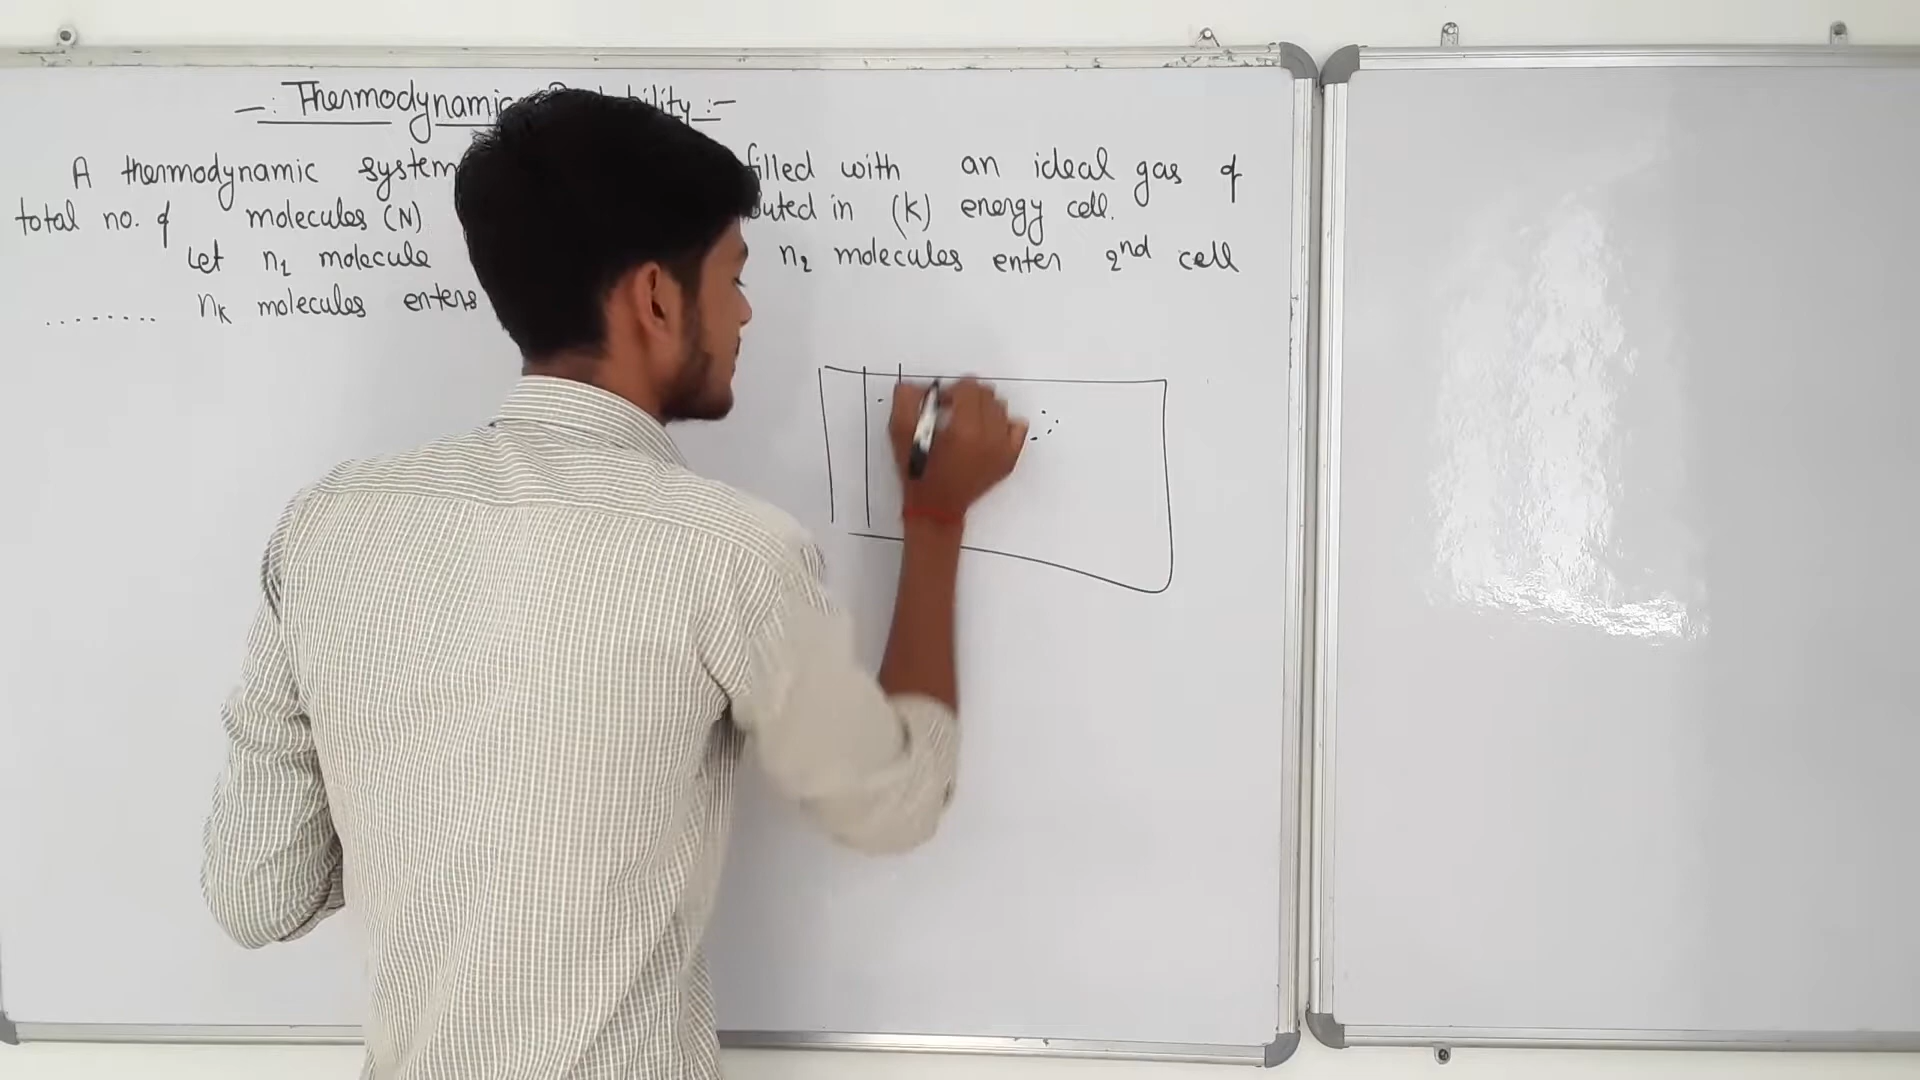 -: Thermodynamic Probability :-
A thermodynamic system filled with an ideal gas of
total no. of molecules (N) in (K) energy cell.
Let n₁ molecule n₂ molecules enter 2nd cell
........ nₖ molecules enters